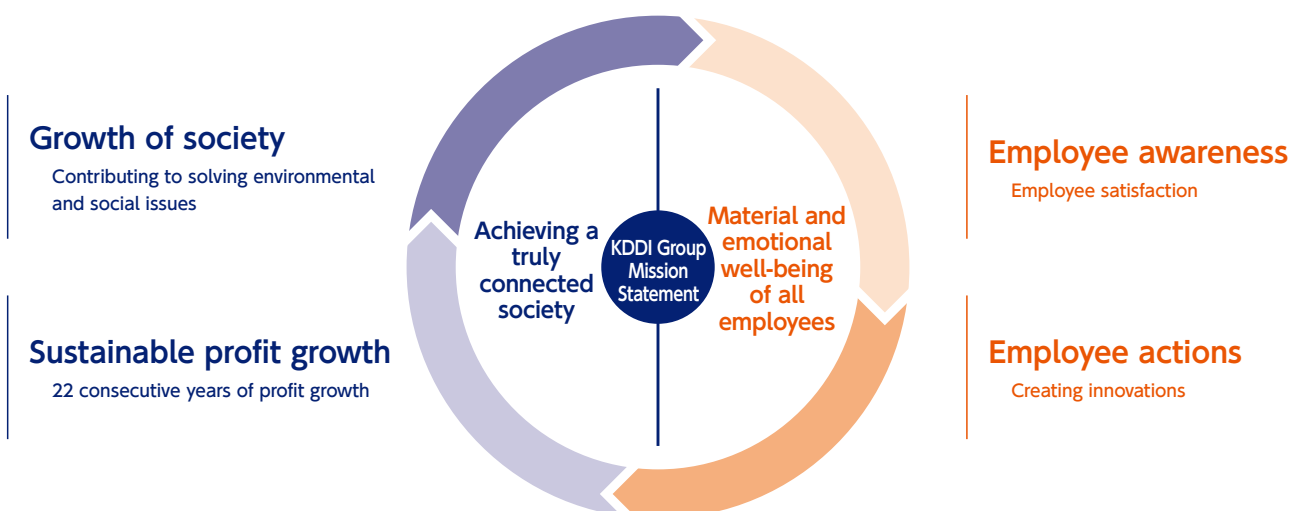 Growth of society
Contributing to solving environmental
and social issues
Sustainable profit growth
22 consecutive years of profit growth
Achieving a
truly
connected
society
KDDI Group
Mission
Statement
Material and
emotional
well-being
of all
employees
Employee awareness
Employee satisfaction
Employee actions
Creating innovations